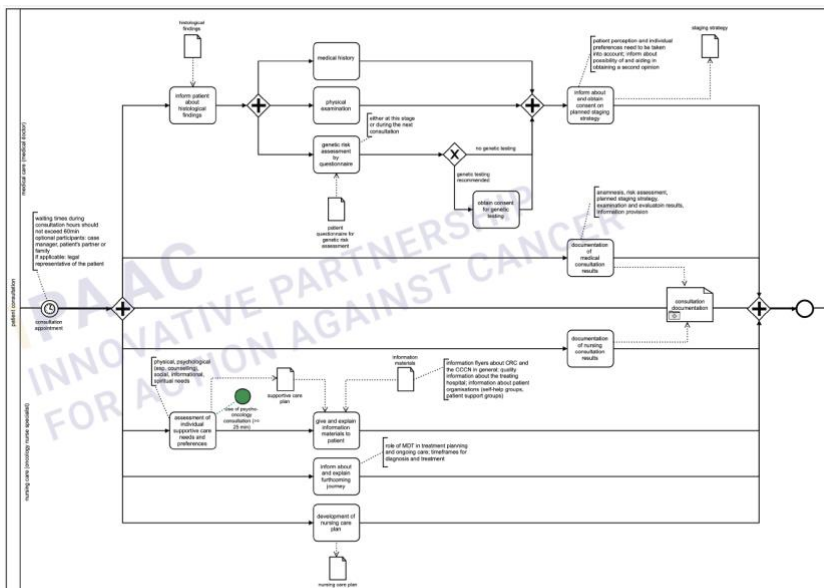 histological
findings
staging strategy
patient perception and individual
preferences need to be taken
into account; inform about
possibility of and aiding in
obtaining a second opinion
medical history
inform patient
about
histological
findings
physical
examination
inform about
and obtain
consent on
planned staging
strategy
either at this stage
or during the next
consultation
genetic risk
assessment
by
questionnaire
no genetic testing
genetic testing
recommended
obtain consent
for genetic
testing
patient
questionnaire for
genetic risk
assessment
medical care (medical doctor)
anamnesis, risk assessment,
planned staging strategy,
examination and evaluation results,
information provision
waiting times during
consultation hours should
not exceed 60min
optional participants: case
manager, patient's partner or
family
if applicable: legal
representative of the patient
documentation
of
medical
consultation
results
patient consultation
consultation
appointment
consultation
documentation
documentation
of nursing
consultation
results
physical, psychological
(esp. counselling),
social, informational,
spiritual needs
supportive care
plan
information
materials
information flyers about CRC and
the CCCN in general; quality
information about the treating
hospital; information about patient
organisations (self-help groups,
patient support groups)
assessment of
individual
supportive care
needs and
preferences
use of psycho-
oncology
consultation (>=
25 min)
give and explain
information
materials to
patient
role of MDT in treatment planning
and ongoing care; timeframes for
diagnosis and treatment
inform about
and explain
forthcoming
journey
development of
nursing care
plan
nursing care plan
nursing care (oncology nurse specialist)
iPAAC
INNOVATIVE PARTNERSHIP
FOR ACTION AGAINST CANCER